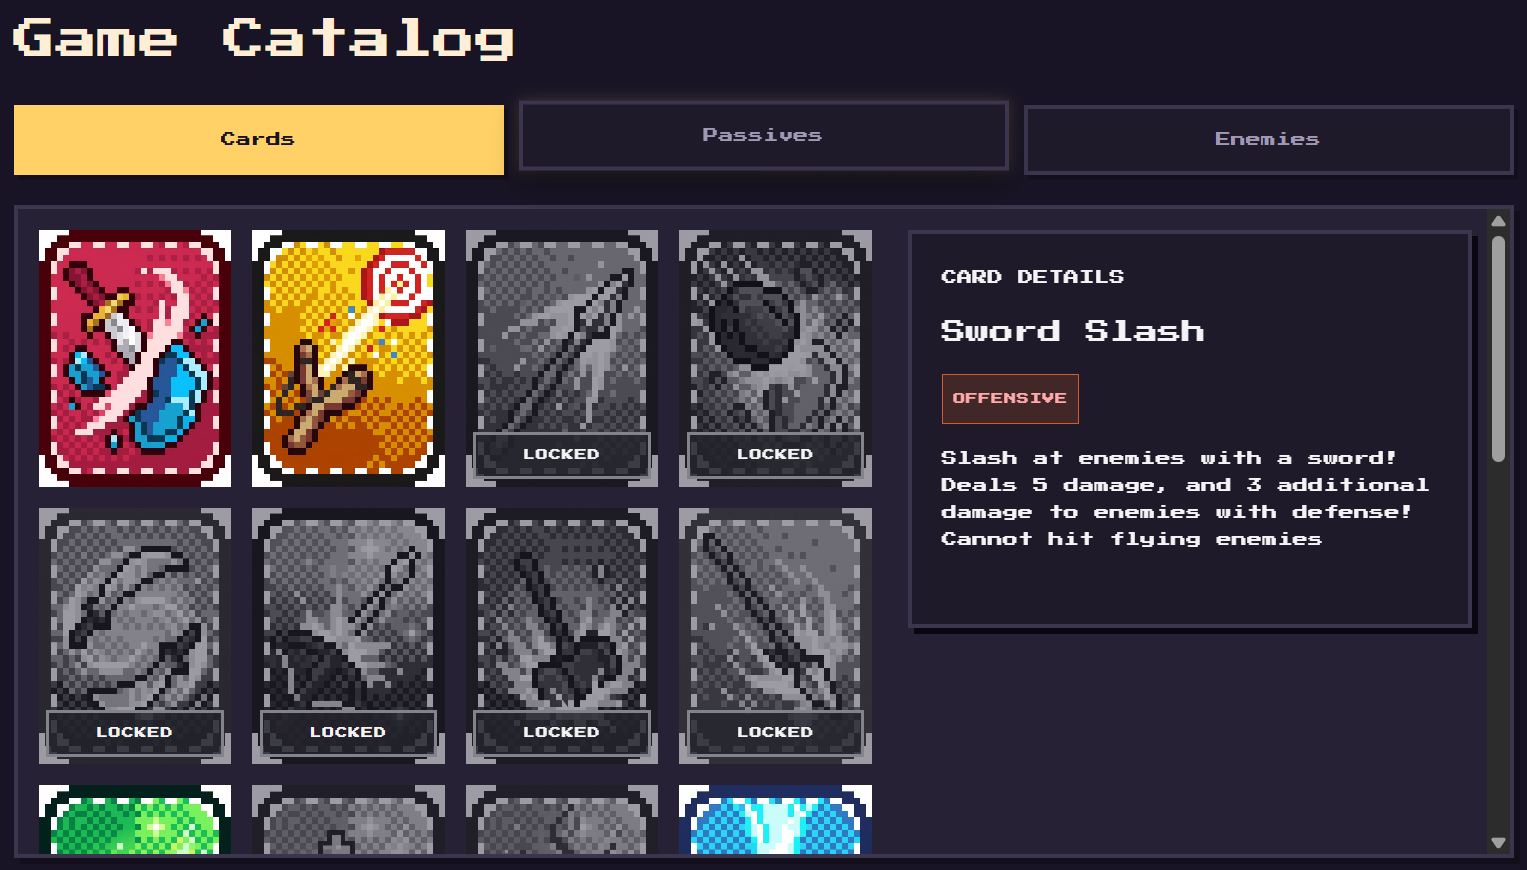 Game Catalog
Cards
Passives
Enemies
CARD DETAILS
Sword Slash
OFFENSIVE
Slash at enemies with a sword!
Deals 5 damage, and 3 additional
damage to enemies with defense!
Cannot hit flying enemies
LOCKED
LOCKED
LOCKED
LOCKED
LOCKED
LOCKED